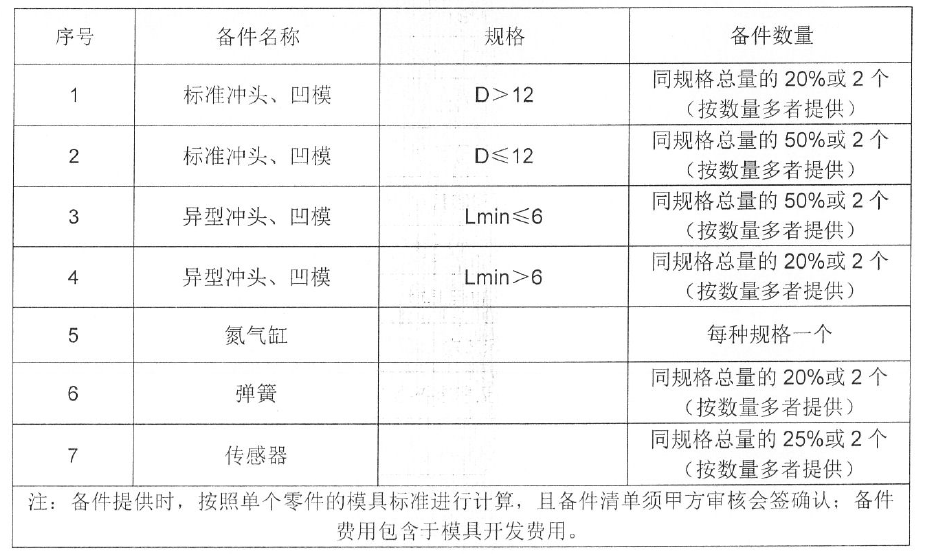 序号 备件名称 规格 备件数量
1 标准冲头、凹模 D＞12 同规格总量的 20%或 2 个
（按数量多者提供）
2 标准冲头、凹模 D≤12 同规格总量的 50%或 2 个
（按数量多者提供）
3 异型冲头、凹模 Lmin≤6 同规格总量的 50%或 2 个
（按数量多者提供）
4 异型冲头、凹模 Lmin＞6 同规格总量的 20%或 2 个
（按数量多者提供）
5 氮气缸 每种规格一个
6 弹簧 同规格总量的 20%或 2 个
（按数量多者提供）
7 传感器 同规格总量的 25%或 2 个
（按数量多者提供）
注：备件提供时，按照单个零件的模具标准进行计算，且备件清单须甲方审核会签确认；备件
费用包含于模具开发费用。